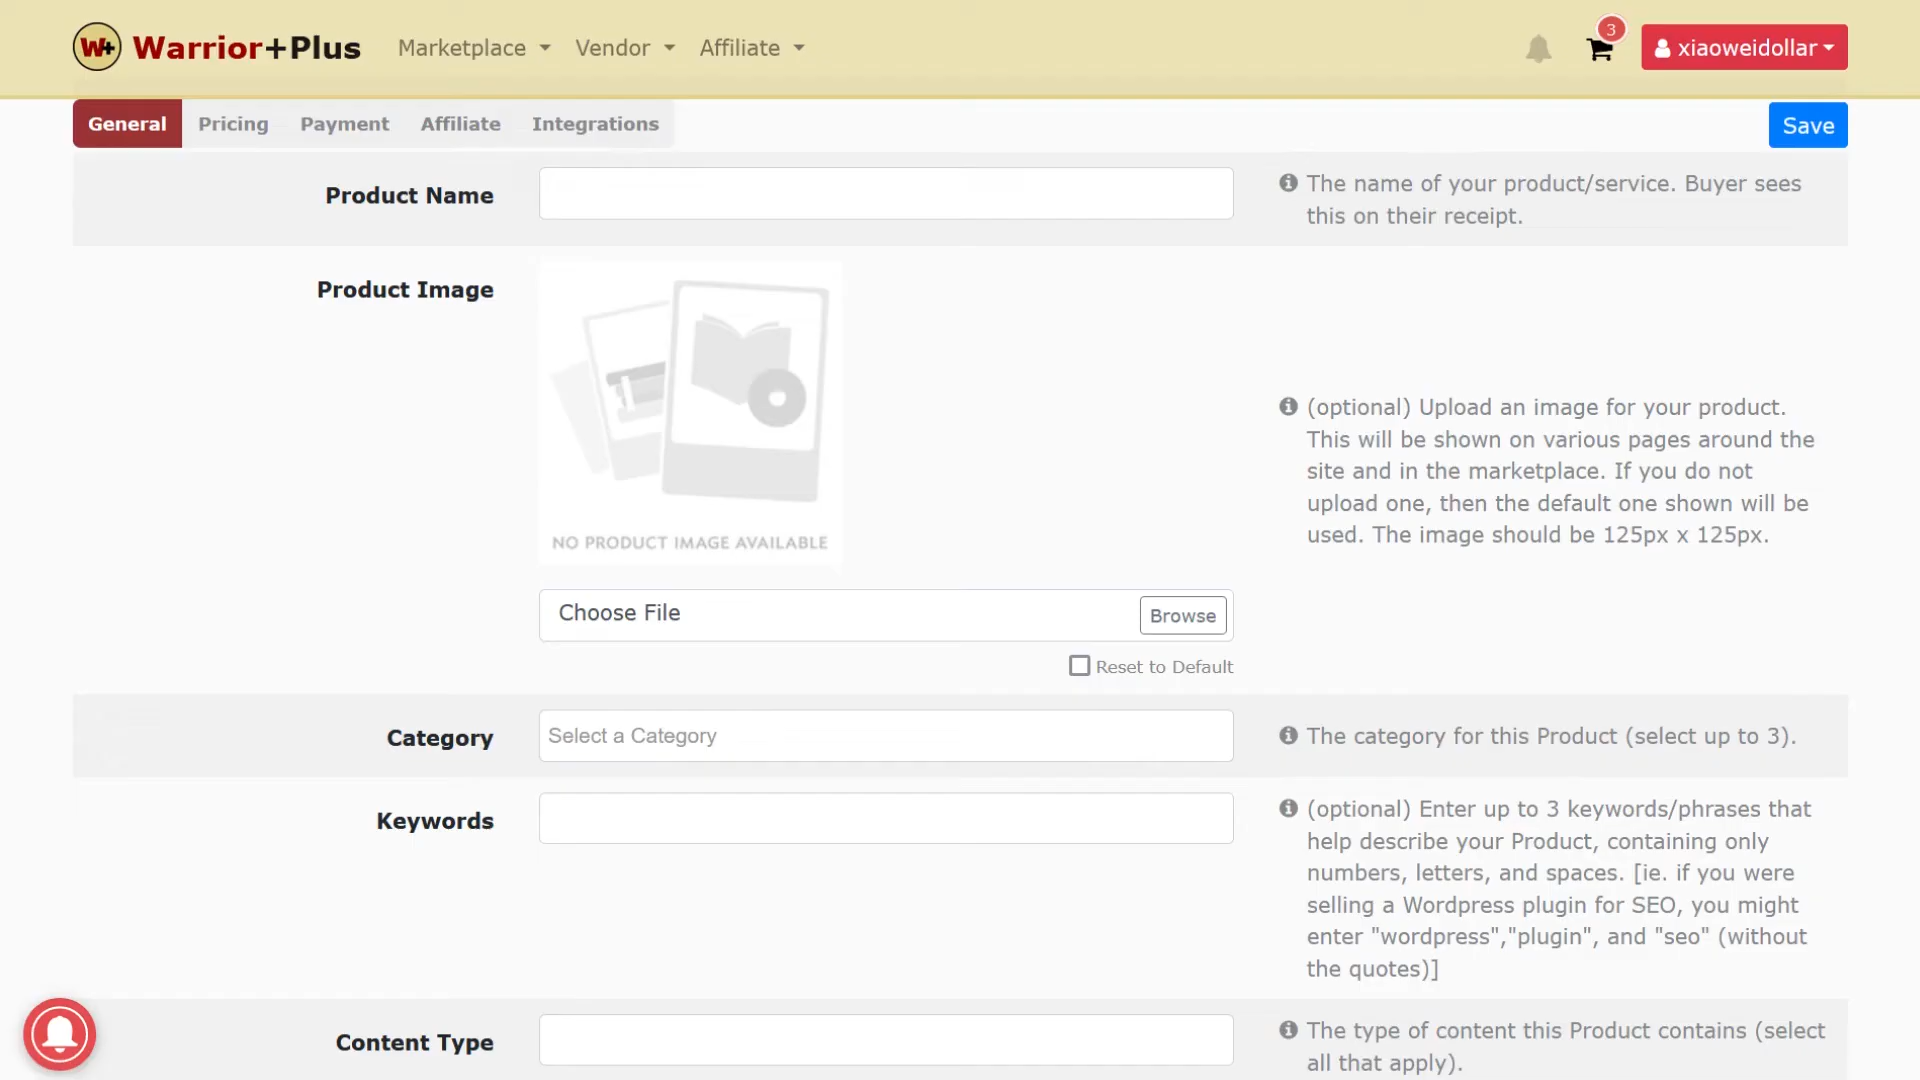 W+ Warrior+Plus Marketplace Vendor Affiliate 3 xiaoweidollar
General Pricing Payment Affiliate Integrations Save
Product Name
The name of your product/service. Buyer sees
this on their receipt.
Product Image
NO PRODUCT IMAGE AVAILABLE
(optional) Upload an image for your product.
This will be shown on various pages around the
site and in the marketplace. If you do not
upload one, then the default one shown will be
used. The image should be 125px x 125px.
Choose File Browse
Reset to Default
Category Select a Category The category for this Product (select up to 3).
Keywords
(optional) Enter up to 3 keywords/phrases that
help describe your Product, containing only
numbers, letters, and spaces. [ie. if you were
selling a Wordpress plugin for SEO, you might
enter "wordpress","plugin", and "seo" (without
the quotes)]
Content Type
The type of content this Product contains (select
all that apply).